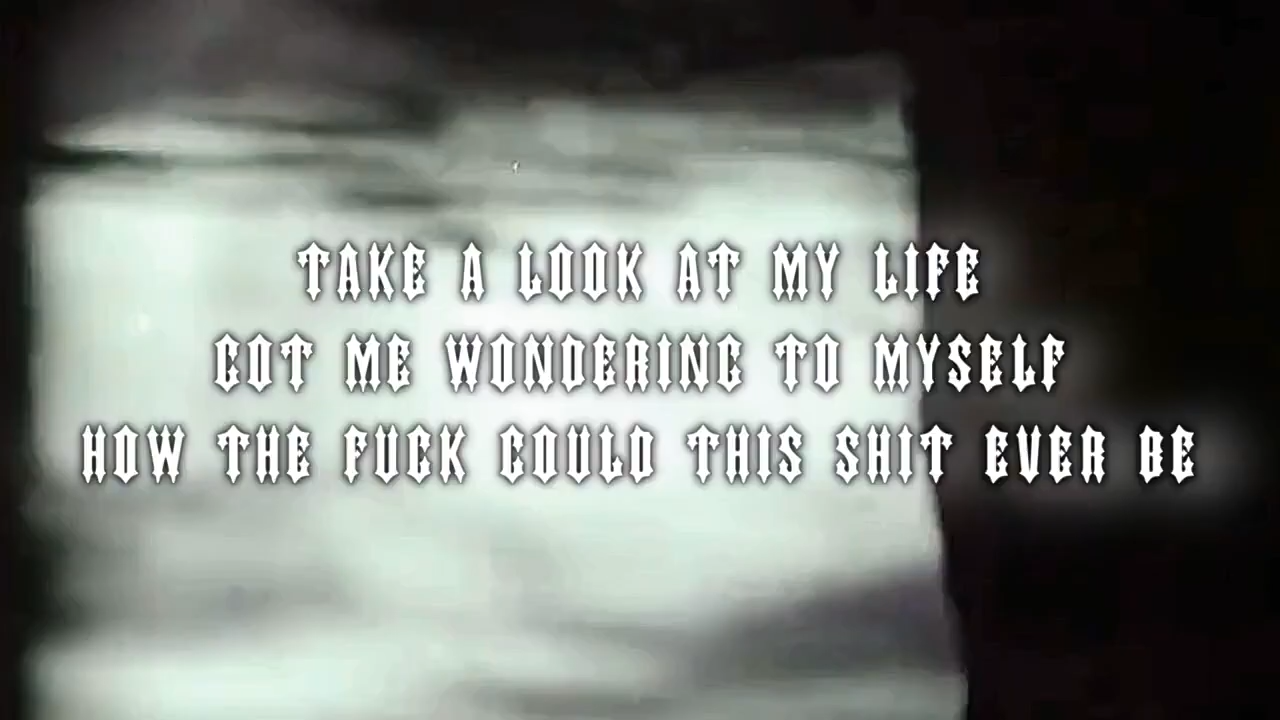 TAKE A LOOK AT MY LIFE
GOT ME WONDERING TO MYSELF
HOW THE FUCK COULD THIS SHIT EVER BE